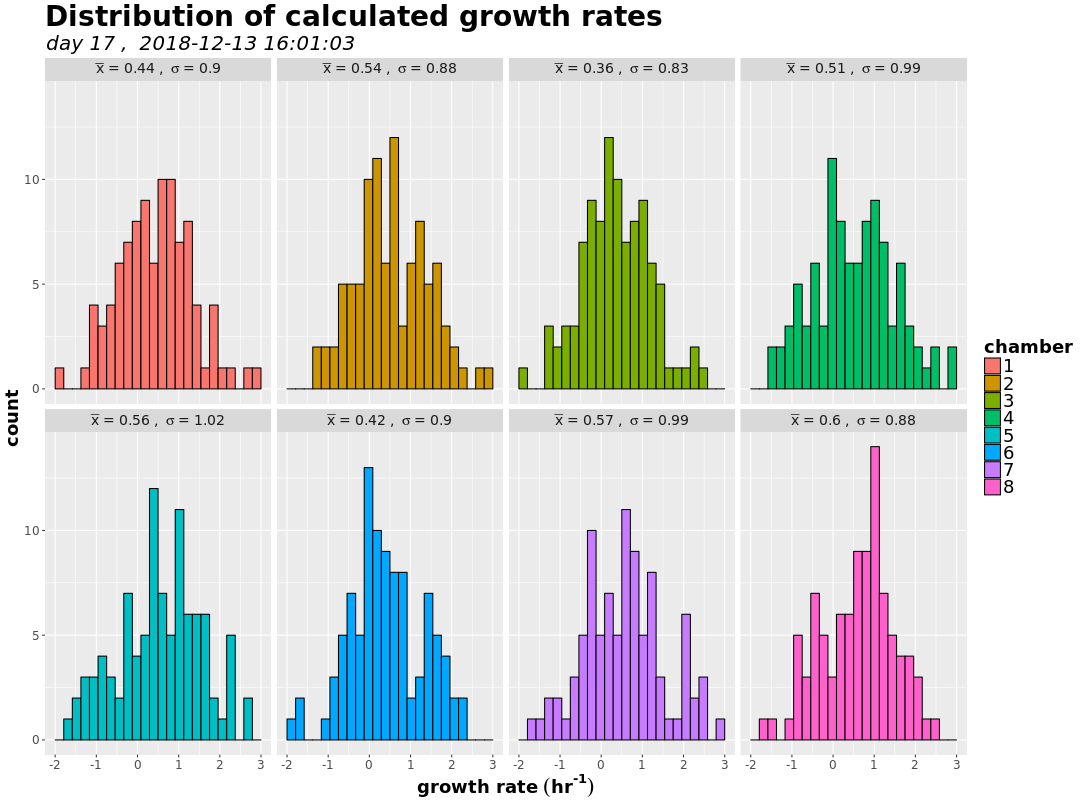 Distribution of calculated growth rates
day 17 , 2018-12-13 16:01:03
x̅ = 0.44 , σ = 0.9
x̅ = 0.54 , σ = 0.88
x̅ = 0.36 , σ = 0.83
x̅ = 0.51 , σ = 0.99
10
5
0
count
x̅ = 0.56 , σ = 1.02
x̅ = 0.42 , σ = 0.9
x̅ = 0.57 , σ = 0.99
x̅ = 0.6 , σ = 0.88
10
5
0
-2 -1 0 1 2 3
-2 -1 0 1 2 3
-2 -1 0 1 2 3
-2 -1 0 1 2 3
growth rate (hr⁻¹)
chamber
1
2
3
4
5
6
7
8